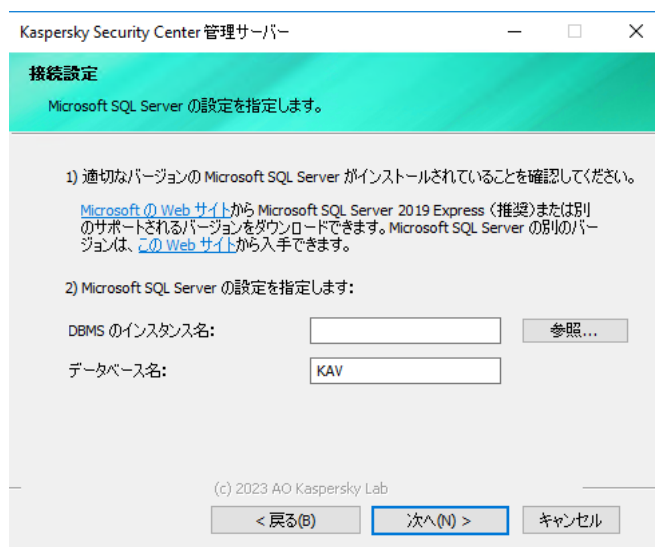 Kaspersky Security Center 管理サーバー
接続設定
Microsoft SQL Server の設定を指定します。
1) 適切なバージョンの Microsoft SQL Server がインストールされていることを確認してください。
Microsoft の Web サイトから Microsoft SQL Server 2019 Express （推奨）または別
のサポートされるバージョンをダウンロードできます。Microsoft SQL Server の別のバー
ジョンは、この Web サイトから入手できます。
2) Microsoft SQL Server の設定を指定します:
DBMS のインスタンス名:
参照...
データベース名:
KAV
(c) 2023 AO Kaspersky Lab
< 戻る(B)
次へ(N) >
キャンセル